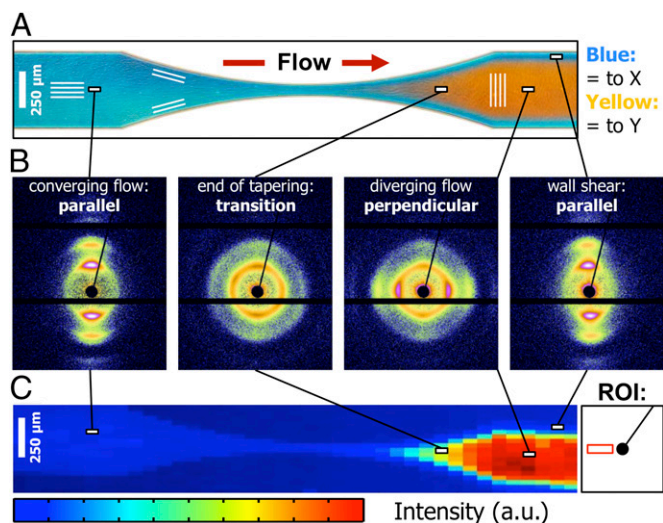 A
Flow
250 µm
Blue:
= to X
Yellow:
= to Y
B
converging flow:
parallel
end of tapering:
transition
diverging flow
perpendicular
wall shear:
parallel
C
250 µm
ROI:
Intensity (a.u.)